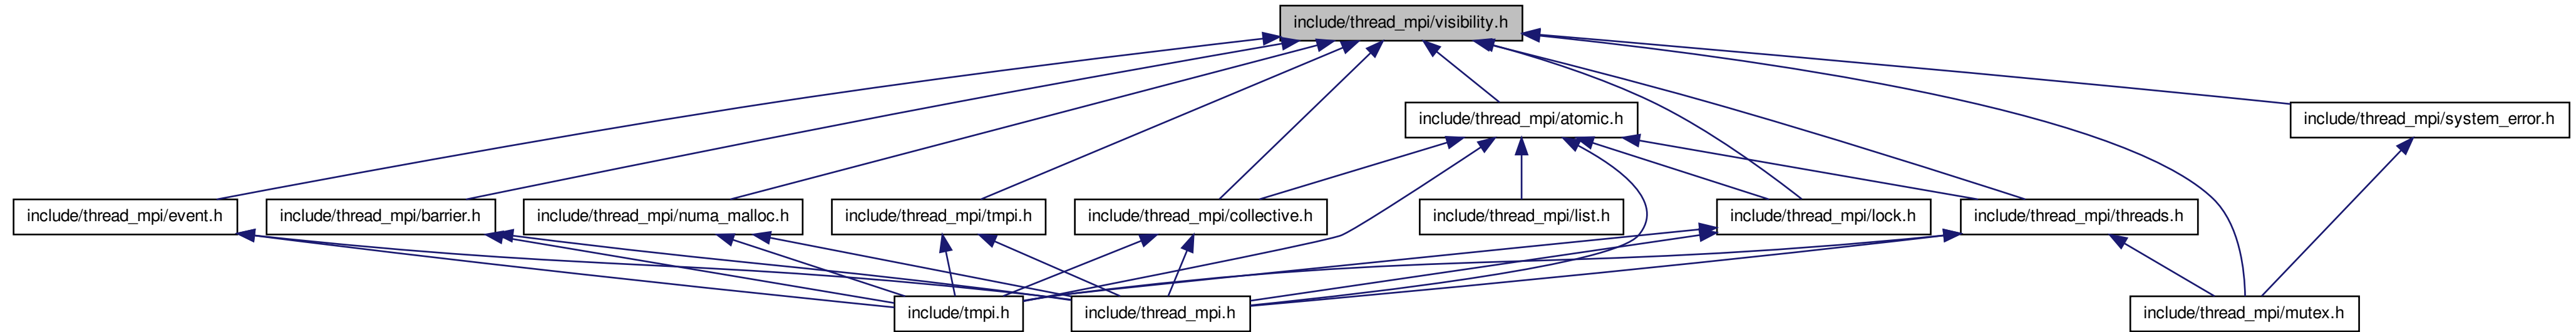 include/thread_mpi/visibility.h
include/thread_mpi/atomic.h
include/thread_mpi/system_error.h
include/thread_mpi/event.h
include/thread_mpi/barrier.h
include/thread_mpi/numa_malloc.h
include/thread_mpi/tmpi.h
include/thread_mpi/collective.h
include/thread_mpi/list.h
include/thread_mpi/lock.h
include/thread_mpi/threads.h
include/tmpi.h
include/thread_mpi.h
include/thread_mpi/mutex.h